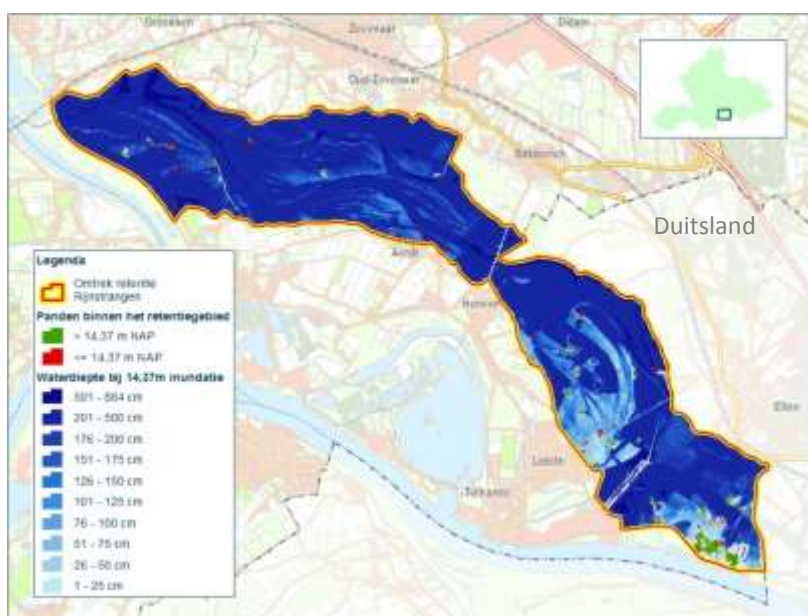 Zevenaar
Didam
Oud-Zevenaar
Babberich
Duitsland
Aerdt
Herwen
Elten
Lobith
Tolkamer
Legenda
Omtrek retentie
Rijnstrangen
Panden binnen het retentiegebied
> 14,37 m NAP
<= 14,37 m NAP
Waterdiepte bij 14,37m inundatie
501 - 884 cm
201 - 500 cm
176 - 200 cm
151 - 175 cm
126 - 150 cm
101 - 125 cm
76 - 100 cm
51 - 75 cm
26 - 50 cm
1 - 25 cm